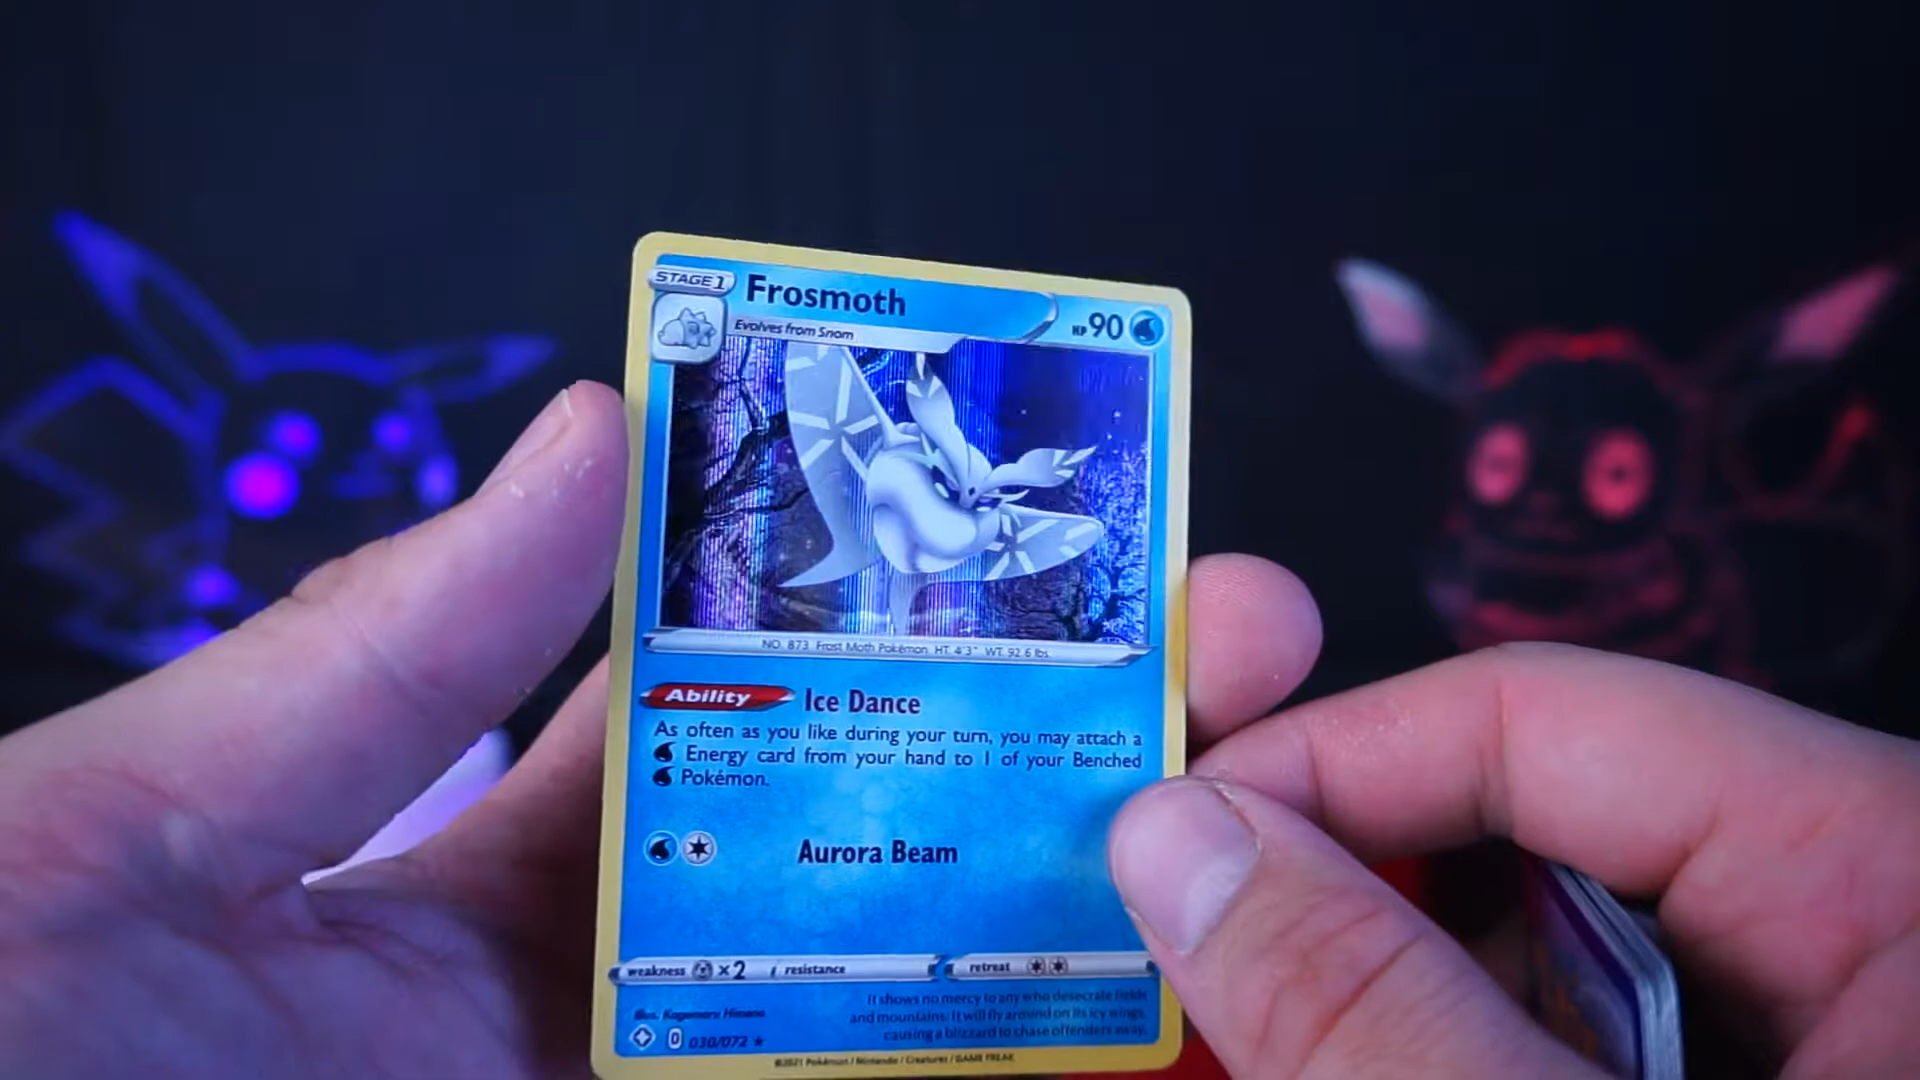 STAGE 1
Frosmoth
HP 90
Evolves from Snom
NO. 873 Frost Moth Pokémon HT. 4'3" WT. 92.6 lbs.
Ability Ice Dance
As often as you like during your turn, you may attach a
Energy card from your hand to 1 of your Benched
Pokémon.
Aurora Beam
weakness ×2 resistance retreat
Illus. Kagemaru Himeno
It shows no mercy to any who desecrate fields
and mountains. It will fly around on its icy wings,
causing a blizzard to chase offenders away.
D 030/072 ★
©2021 Pokémon / Nintendo / Creatures / GAME FREAK